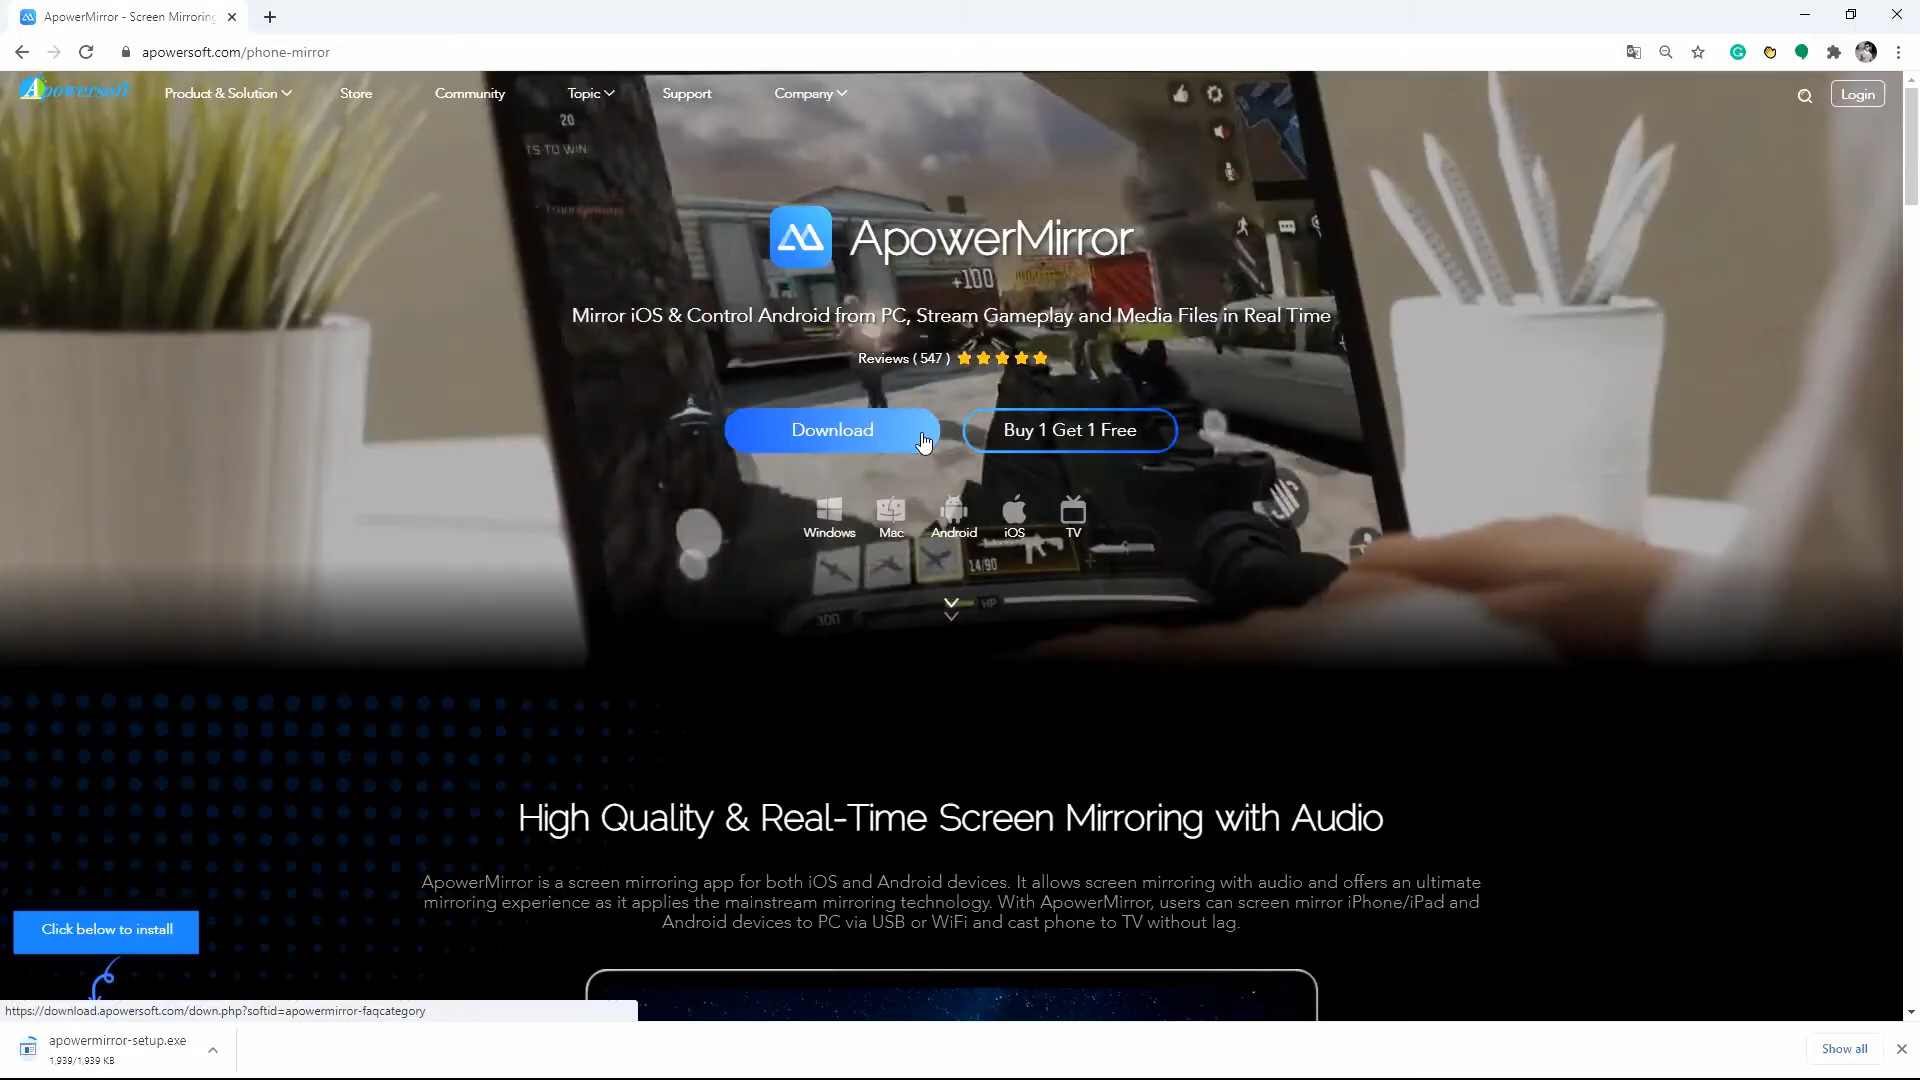 ApowerMirror - Screen Mirroring
apowersoft.com/phone-mirror
Apowersoft
Product & Solution
Store
Community
Topic
Support
Company
Login
20
TS TO WIN
ApowerMirror
+100
Mirror iOS & Control Android from PC, Stream Gameplay and Media Files in Real Time
Reviews ( 547 )
Download
Buy 1 Get 1 Free
Windows
Mac
Android
iOS
TV
14/90
HP
300
High Quality & Real-Time Screen Mirroring with Audio
ApowerMirror is a screen mirroring app for both iOS and Android devices. It allows screen mirroring with audio and offers an ultimate
mirroring experience as it applies the mainstream mirroring technology. With ApowerMirror, users can screen mirror iPhone/iPad and
Android devices to PC via USB or WiFi and cast phone to TV without lag.
Click below to install
https://download.apowersoft.com/down.php?softid=apowermirror-faqcategory
apowermirror-setup.exe
1,939/1,939 KB
Show all